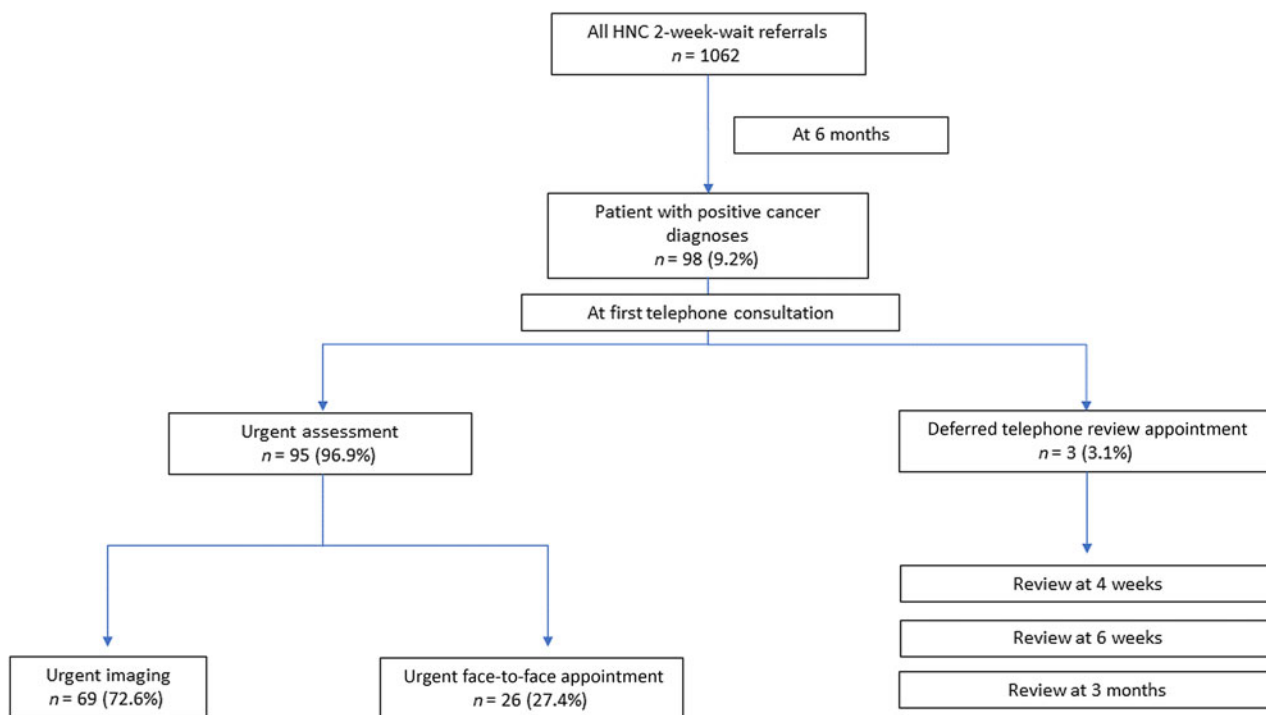 All HNC 2-week-wait referrals
n = 1062
At 6 months
Patient with positive cancer
diagnoses
n = 98 (9.2%)
At first telephone consultation
Urgent assessment
n = 95 (96.9%)
Deferred telephone review appointment
n = 3 (3.1%)
Urgent imaging
n = 69 (72.6%)
Urgent face-to-face appointment
n = 26 (27.4%)
Review at 4 weeks
Review at 6 weeks
Review at 3 months